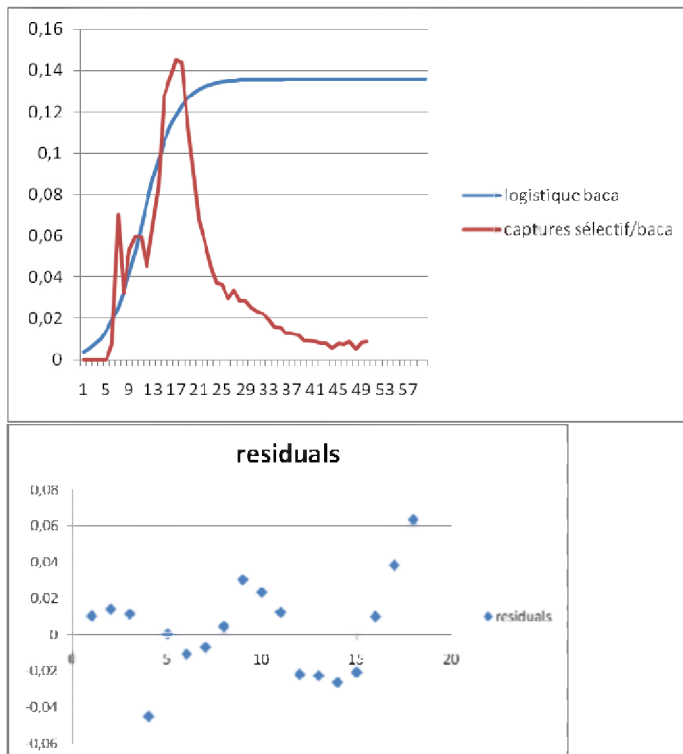 0,16
0,14
0,12
0,1
0,08
0,06
0,04
0,02
0
1 5 9 13 17 21 25 29 33 37 41 45 49 53 57
logistique baca
captures sélectif/baca
residuals
0,08
0,06
0,04
0,02
0
-0,02
-0,04
-0,06
0 5 10 15 20
residuals